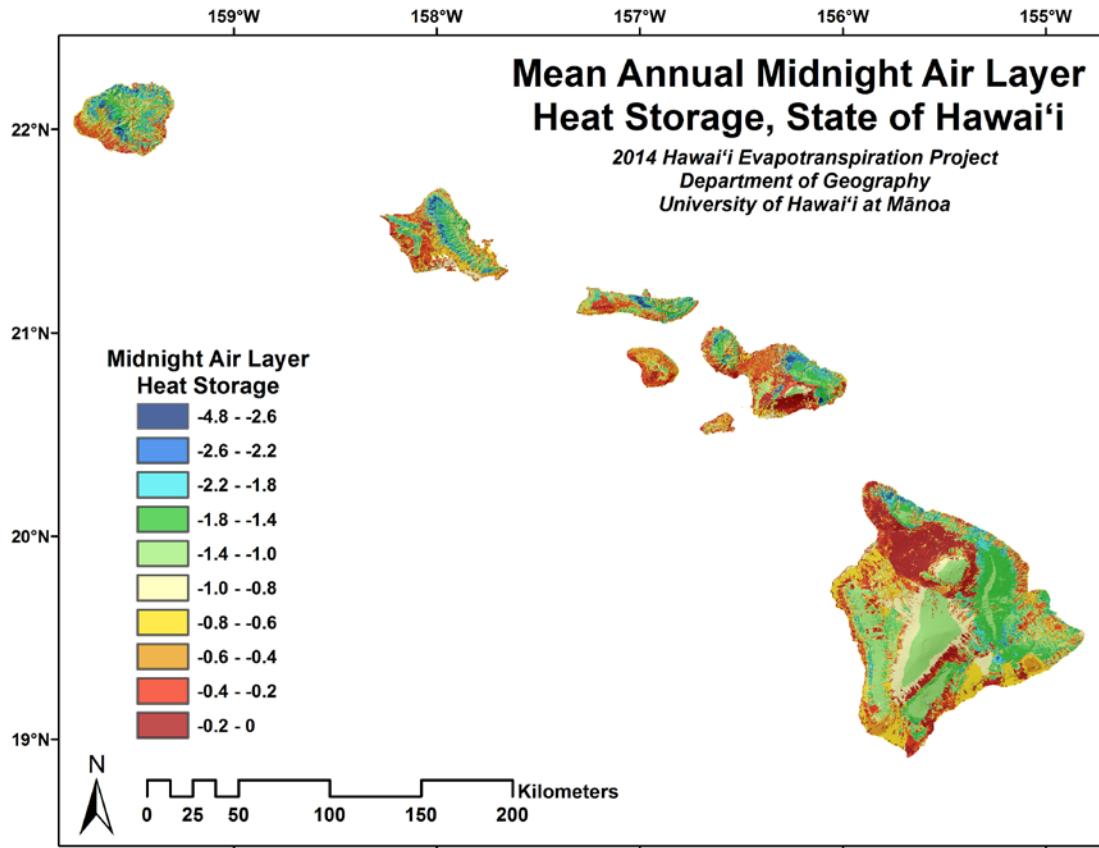 159°W 158°W 157°W 156°W 155°W
Mean Annual Midnight Air Layer
Heat Storage, State of Hawai‘i
2014 Hawai‘i Evapotranspiration Project
Department of Geography
University of Hawai‘i at Mānoa
22°N
21°N
20°N
19°N
Midnight Air Layer
Heat Storage
-4.8 - -2.6
-2.6 - -2.2
-2.2 - -1.8
-1.8 - -1.4
-1.4 - -1.0
-1.0 - -0.8
-0.8 - -0.6
-0.6 - -0.4
-0.4 - -0.2
-0.2 - 0
N
Kilometers
0 25 50 100 150 200